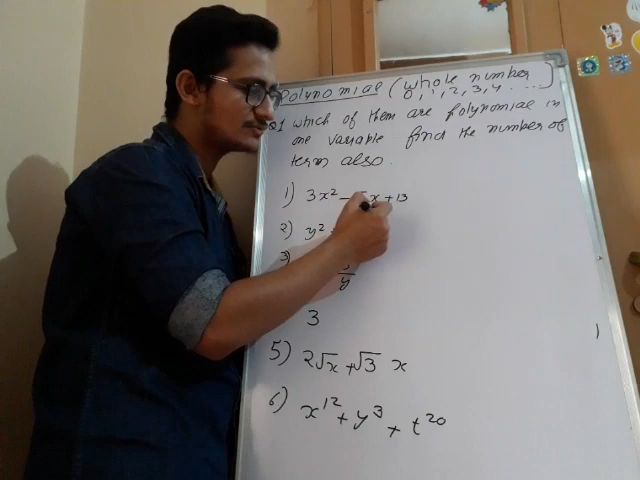 Polynomial (whole number
0, 1, 2, 3, 4 .....)
Q1 which of them are polynomial in
one variable find the number of
term also.
1) 3x² - x + 13
2) y²
3)
y
3
5) 2√x + √3 x
6) x¹² + y³ + t²⁰